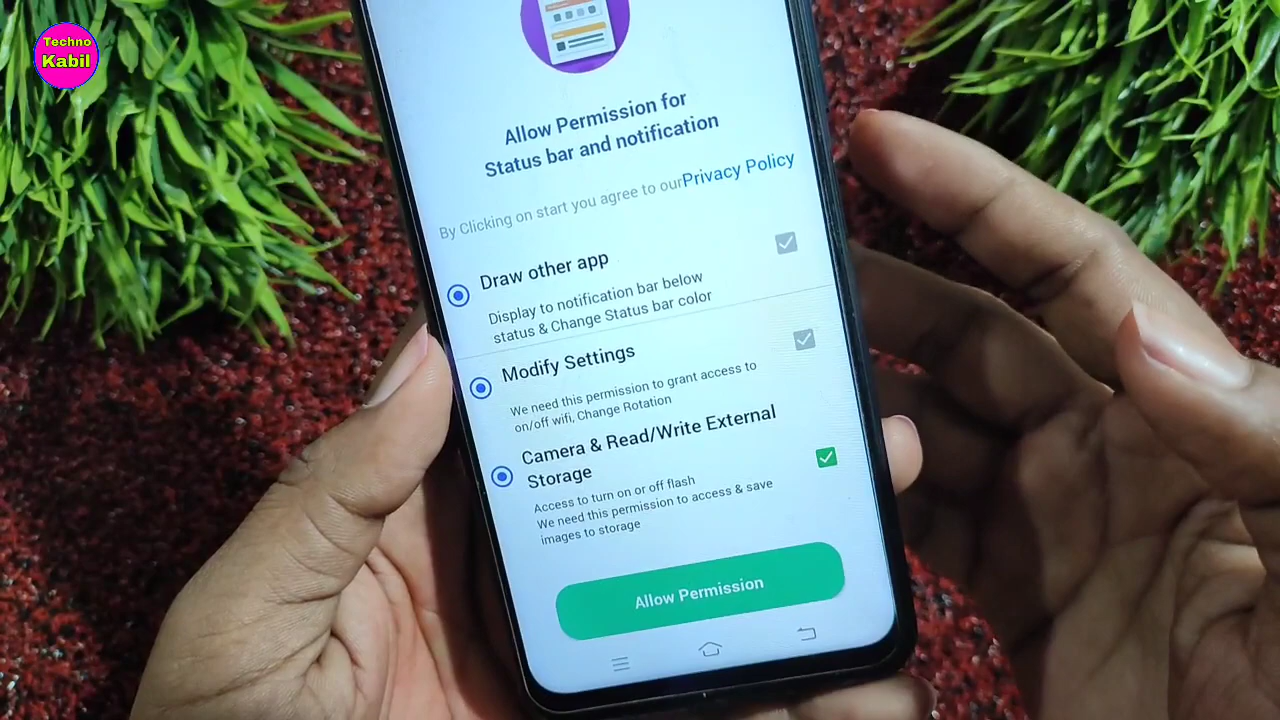 Techno
Kabil
Allow Permission for
Status bar and notification
By Clicking on start you agree to ourPrivacy Policy
Draw other app
Display to notification bar below
status & Change Status bar color
Modify Settings
We need this permission to grant access to
on/off wifi, Change Rotation
Camera & Read/Write External
Storage
Access to turn on or off flash
We need this permission to access & save
images to storage
Allow Permission